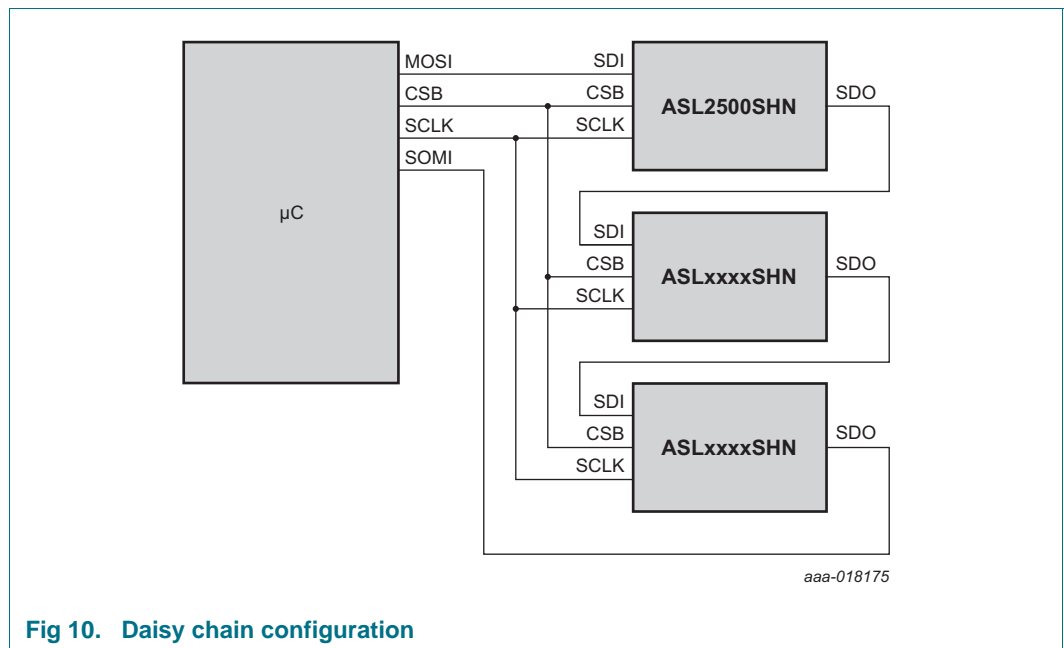 MOSI
SDI
CSB
CSB
ASL2500SHN
SDO
SCLK
SCLK
SOMI
µC
SDI
CSB
ASLxxxxSHN
SDO
SCLK
SDI
CSB
ASLxxxxSHN
SDO
SCLK
aaa-018175
Fig 10. Daisy chain configuration